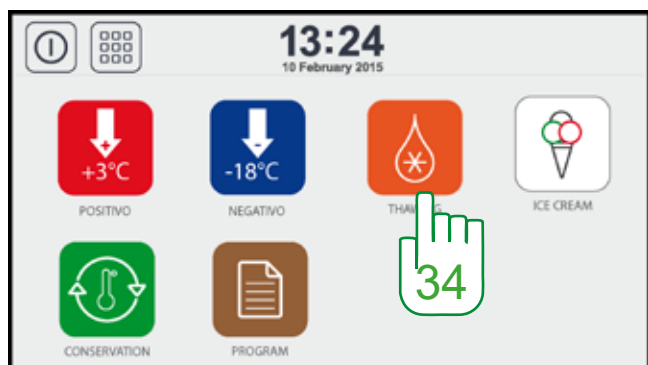 13:24
10 February 2015
+
+3°C
-
-18°C
POSITIVO
NEGATIVO
ICE CREAM
34
CONSERVATION
PROGRAM